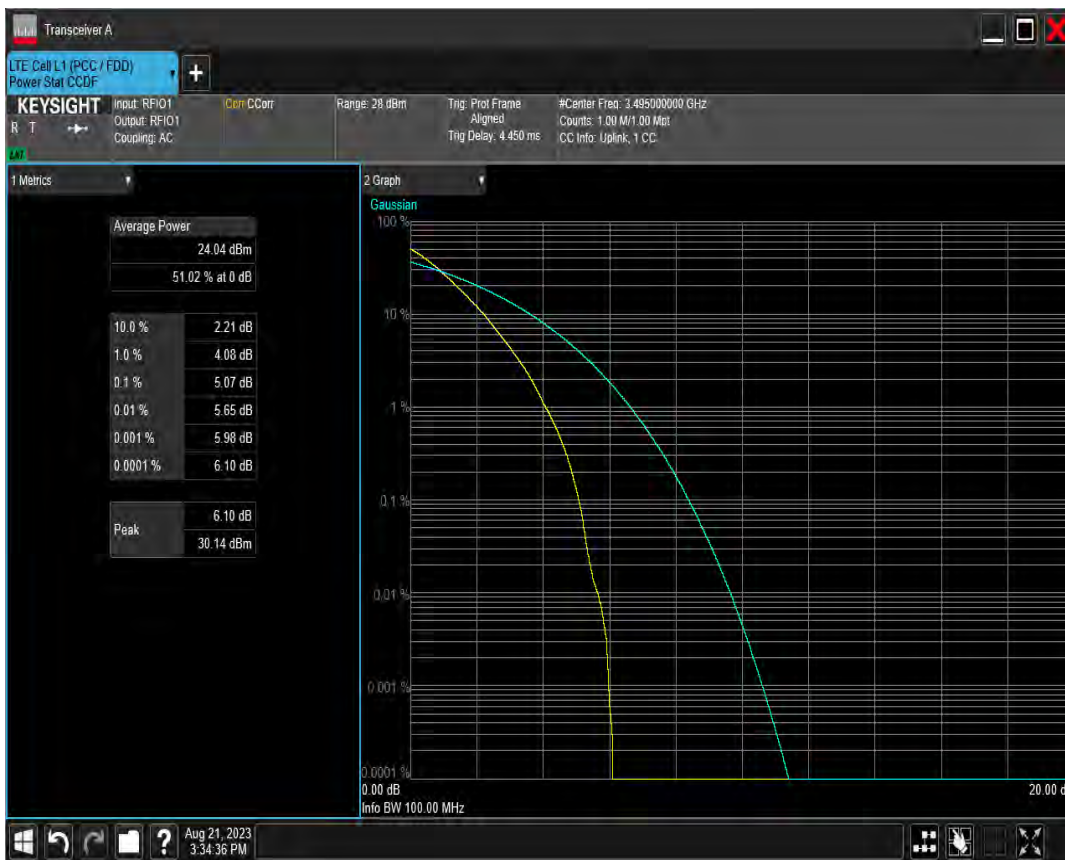 Transceiver A
LTE Cell L1 (PCC / FDD)
Power Stat CCDF
+
KEYSIGHT
R T
LNI
Input: RFIO1
Output: RFIO1
Coupling: AC
Corr CCorr
Range: 28 dBm
Trig: Prot Frame
Aligned
Trig Delay: 4.450 ms
#Center Freq: 3.495000000 GHz
Counts: 1.00 M/1.00 Mpt
CC Info: Uplink, 1 CC
1 Metrics
Average Power
24.04 dBm
51.02 % at 0 dB
10.0 % 2.21 dB
1.0 % 4.08 dB
0.1 % 5.07 dB
0.01 % 5.65 dB
0.001 % 5.98 dB
0.0001 % 6.10 dB
Peak 6.10 dB
30.14 dBm
2 Graph
Gaussian
100 %
10 %
1 %
0.1 %
0.01 %
0.001 %
0.0001 %
0.00 dB
20.00 d
Info BW 100.00 MHz
?
Aug 21, 2023
3:34:36 PM